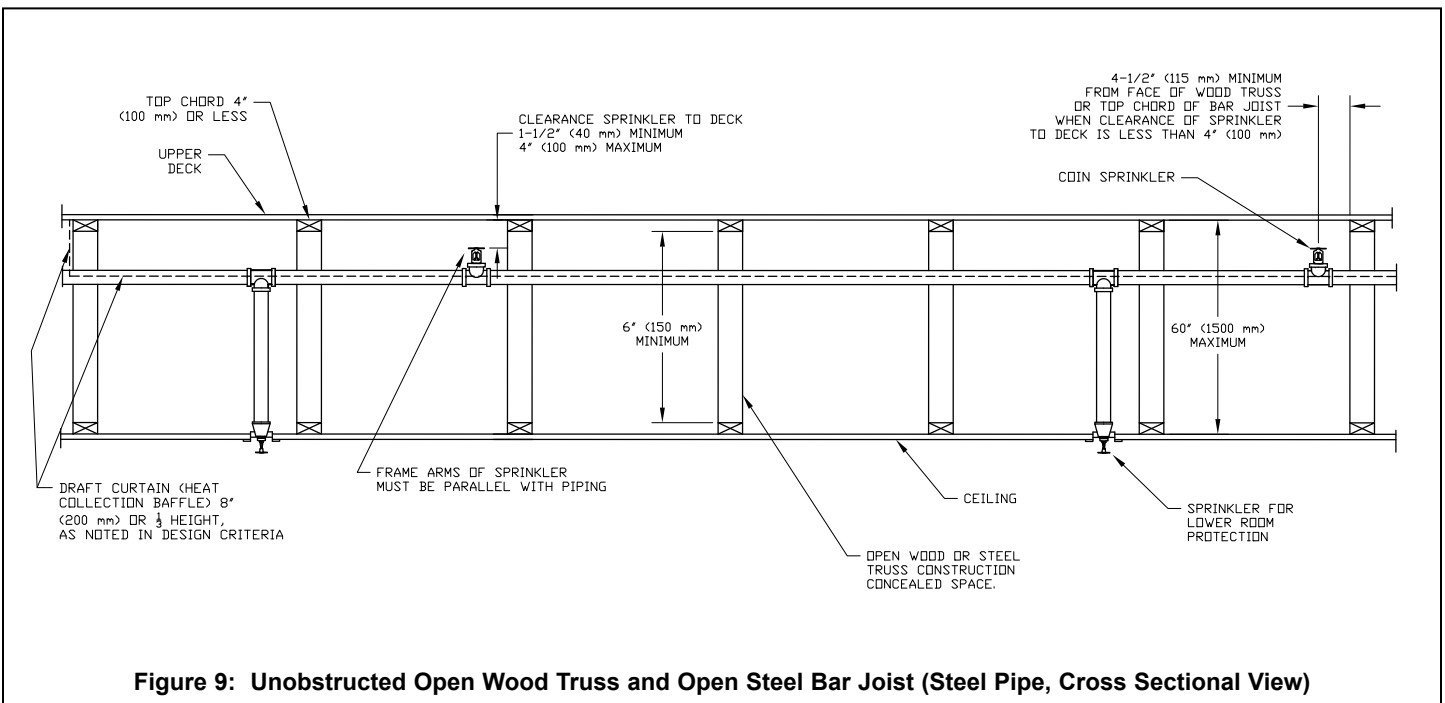 TOP CHORD 4"
(100 mm) OR LESS
UPPER
DECK
CLEARANCE SPRINKLER TO DECK
1-1/2" (40 mm) MINIMUM
4" (100 mm) MAXIMUM
4-1/2" (115 mm) MINIMUM
FROM FACE OF WOOD TRUSS
OR TOP CHORD OF BAR JOIST
WHEN CLEARANCE OF SPRINKLER
TO DECK IS LESS THAN 4" (100 mm)
COIN SPRINKLER
6" (150 mm)
MINIMUM
60" (1500 mm)
MAXIMUM
DRAFT CURTAIN (HEAT
COLLECTION BAFFLE) 8"
(200 mm) OR 1/3 HEIGHT,
AS NOTED IN DESIGN CRITERIA
FRAME ARMS OF SPRINKLER
MUST BE PARALLEL WITH PIPING
CEILING
OPEN WOOD OR STEEL
TRUSS CONSTRUCTION
CONCEALED SPACE.
SPRINKLER FOR
LOWER ROOM
PROTECTION
Figure 9: Unobstructed Open Wood Truss and Open Steel Bar Joist (Steel Pipe, Cross Sectional View)